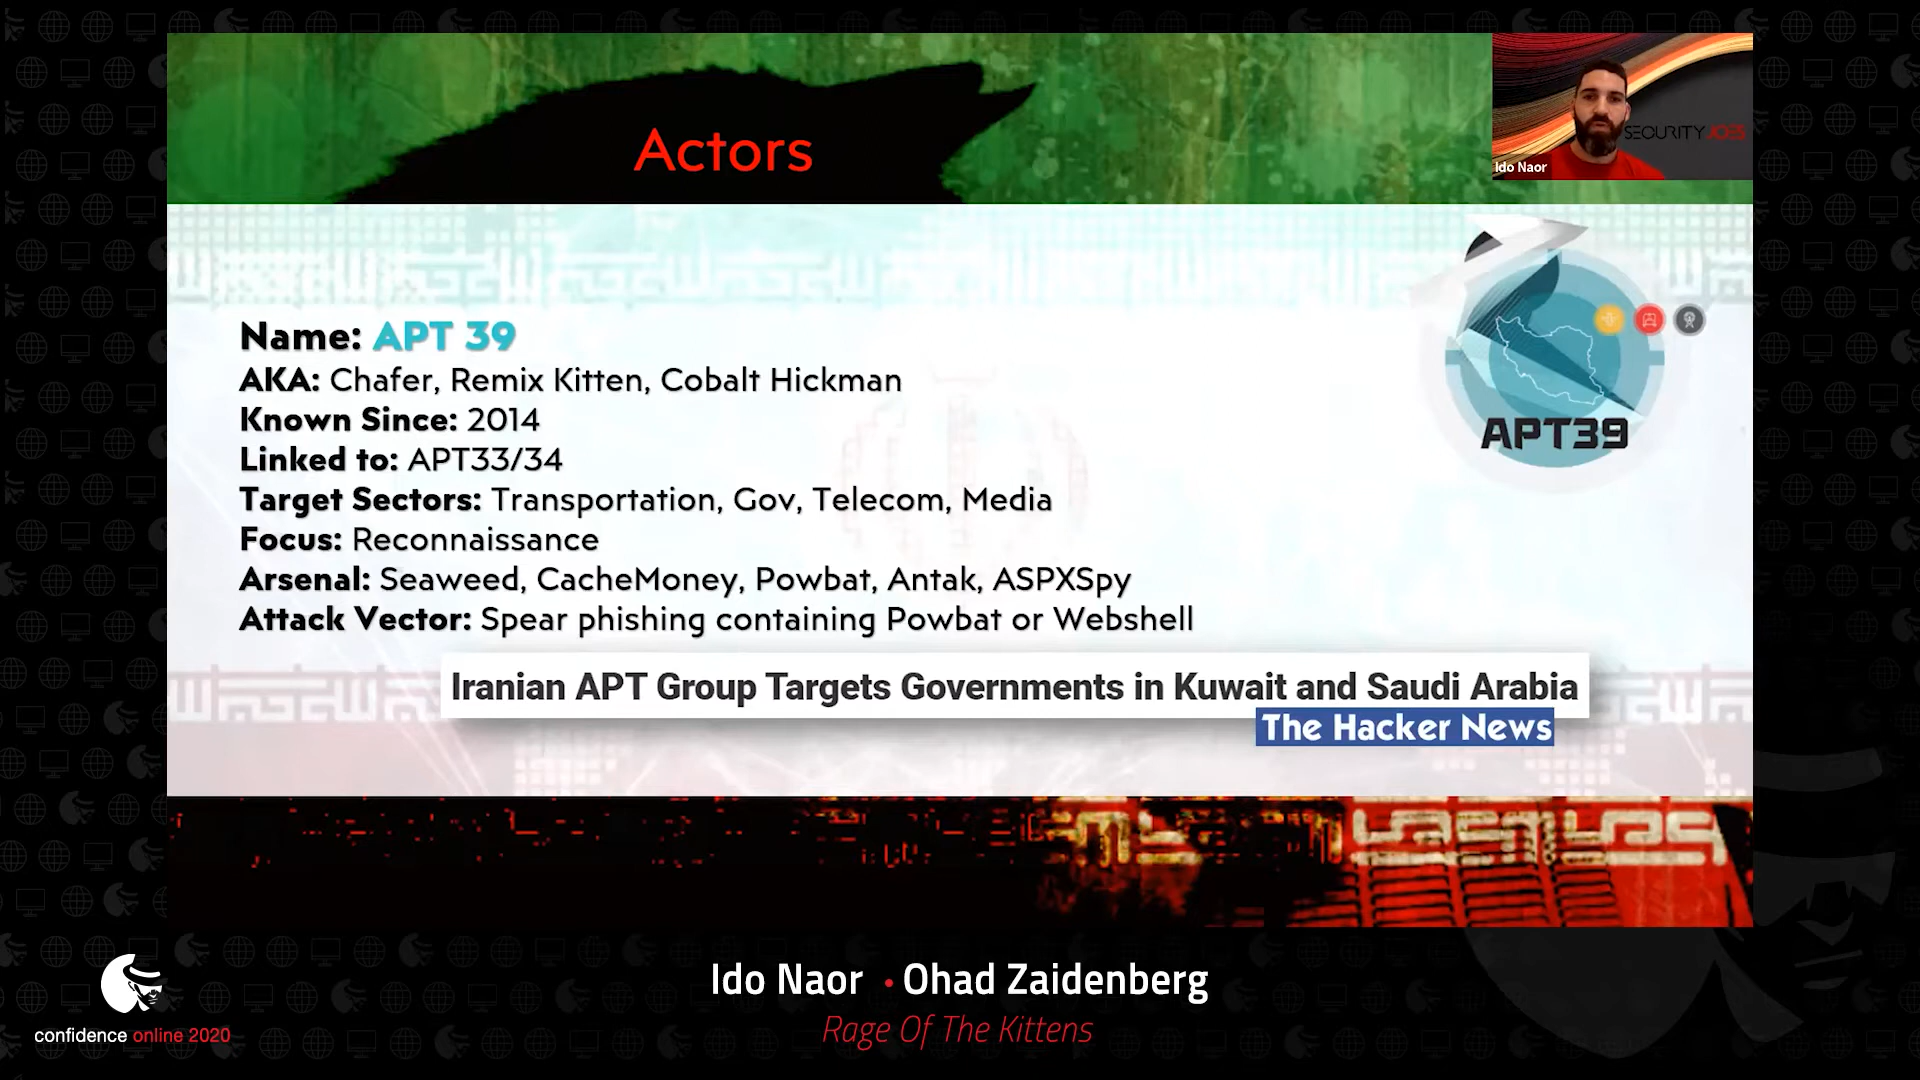 Actors
SEQURITY JOES
Ido Naor
Name: APT 39
AKA: Chafer, Remix Kitten, Cobalt Hickman
Known Since: 2014
Linked to: APT33/34
Target Sectors: Transportation, Gov, Telecom, Media
Focus: Reconnaissance
Arsenal: Seaweed, CacheMoney, Powbat, Antak, ASPXSpy
Attack Vector: Spear phishing containing Powbat or Webshell
APT39
Iranian APT Group Targets Governments in Kuwait and Saudi Arabia
The Hacker News
Ido Naor • Ohad Zaidenberg
Rage Of The Kittens
confidence online 2020